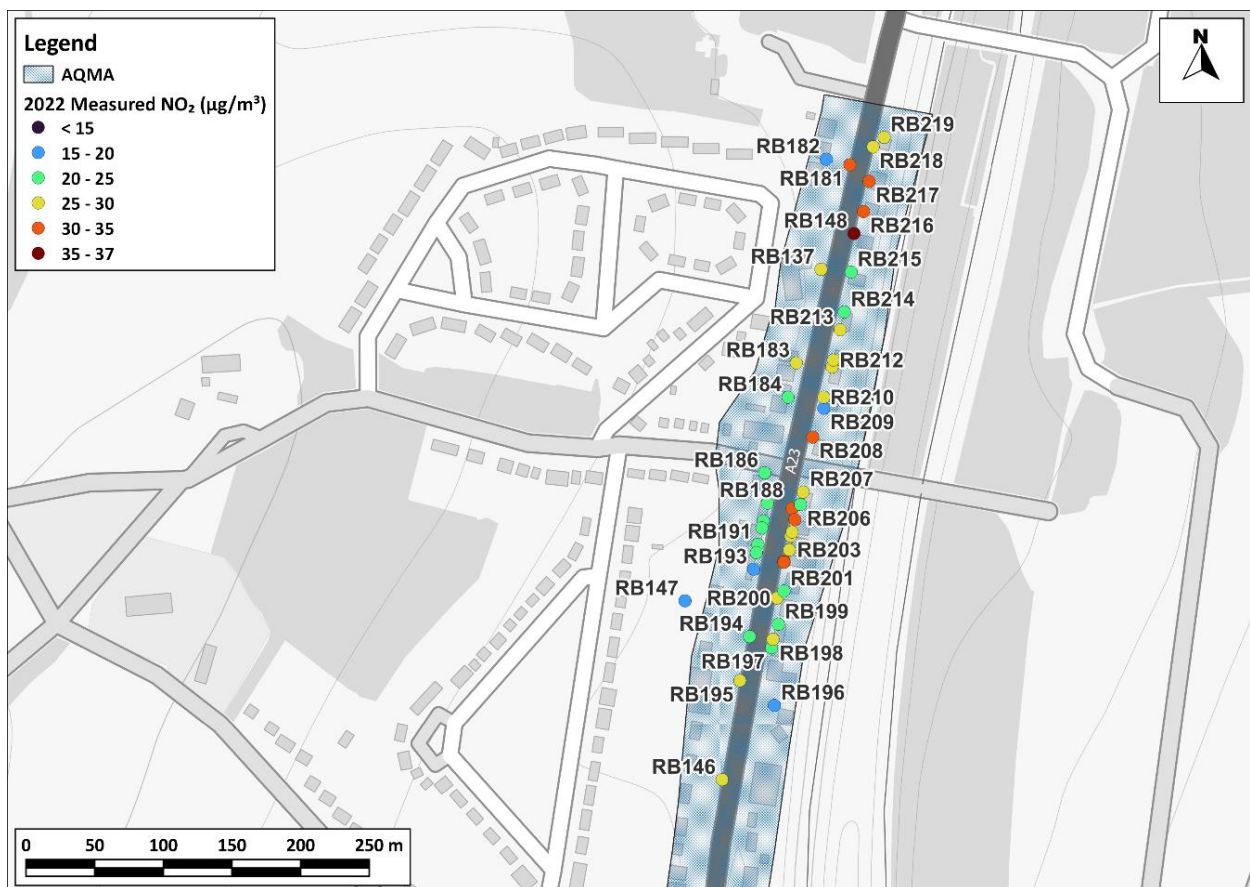 Legend
AQMA
2022 Measured NO₂ (µg/m³)
< 15
15 - 20
20 - 25
25 - 30
30 - 35
35 - 37
N
RB219
RB182
RB218
RB181
RB217
RB148
RB216
RB137
RB215
RB214
RB213
RB183
RB212
RB184
RB210
RB209
RB208
A23
RB186
RB188
RB207
RB206
RB191
RB193
RB203
RB201
RB147
RB200
RB199
RB194
RB198
RB197
RB195
RB196
RB146
0 50 100 150 200 250 m